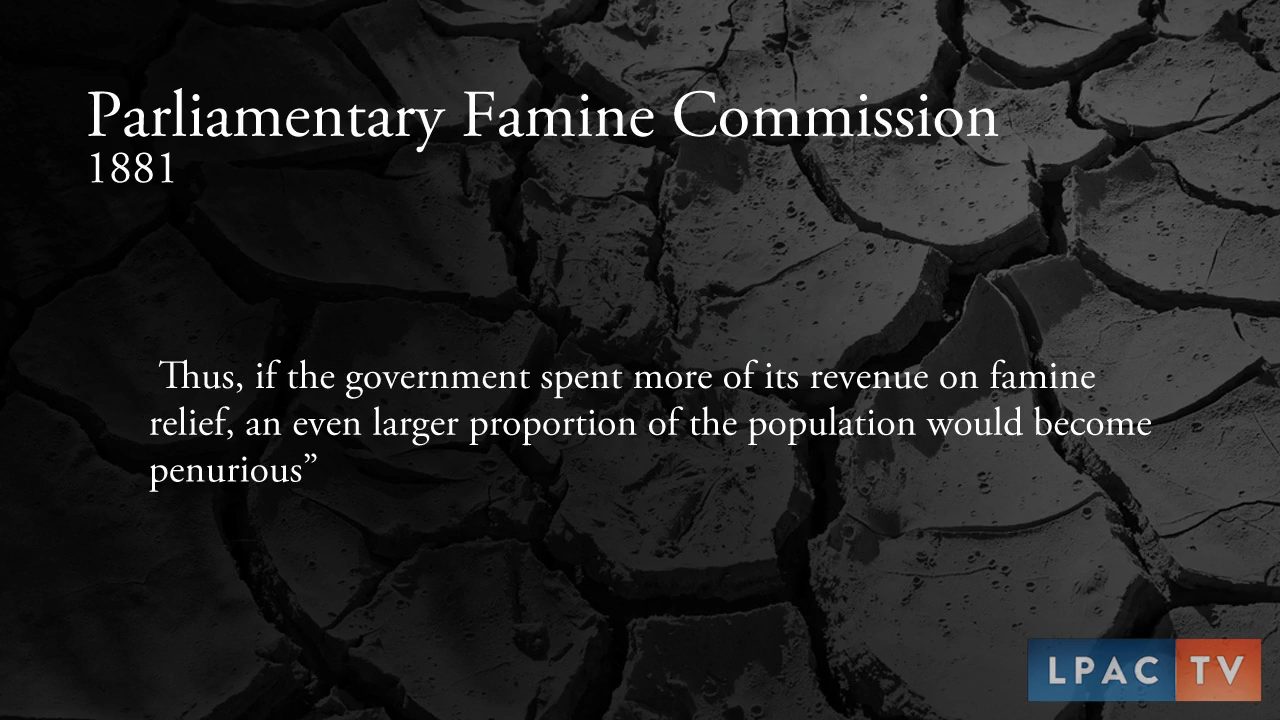 Parliamentary Famine Commission
1881
Thus, if the government spent more of its revenue on famine
relief, an even larger proportion of the population would become
penurious”
LPAC TV